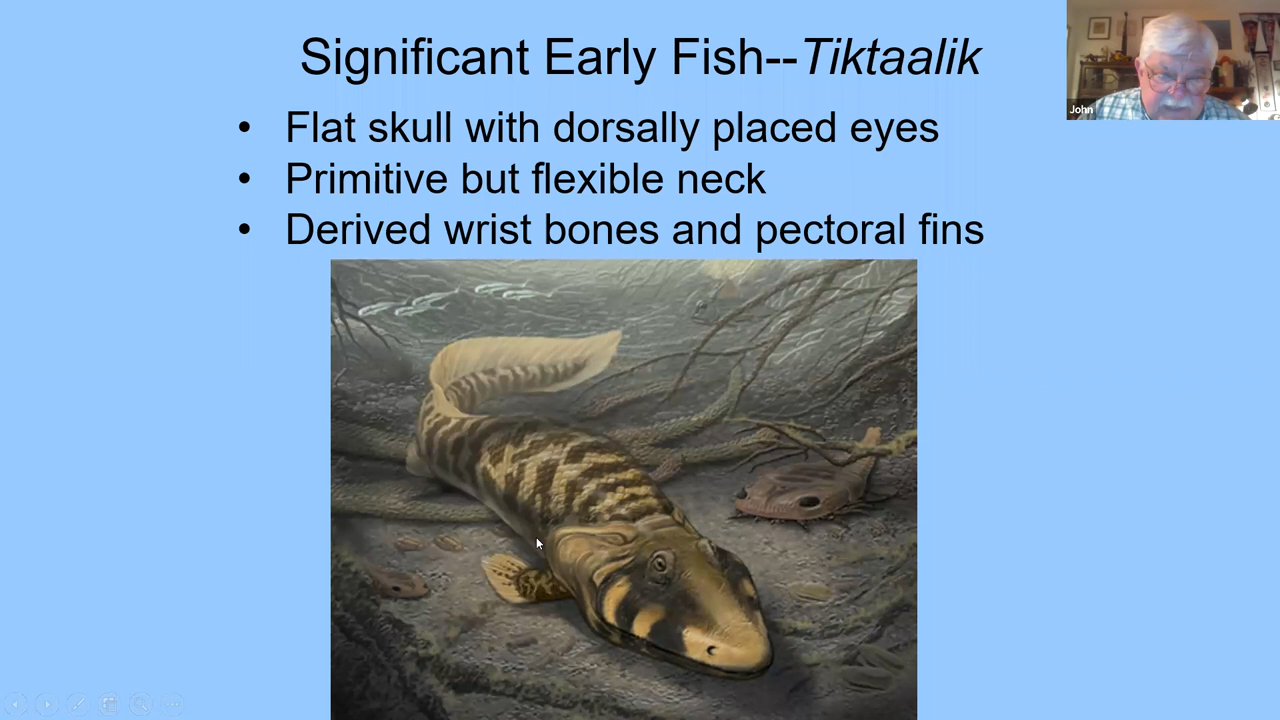 Significant Early Fish--Tiktaalik
John
• Flat skull with dorsally placed eyes
• Primitive but flexible neck
• Derived wrist bones and pectoral fins